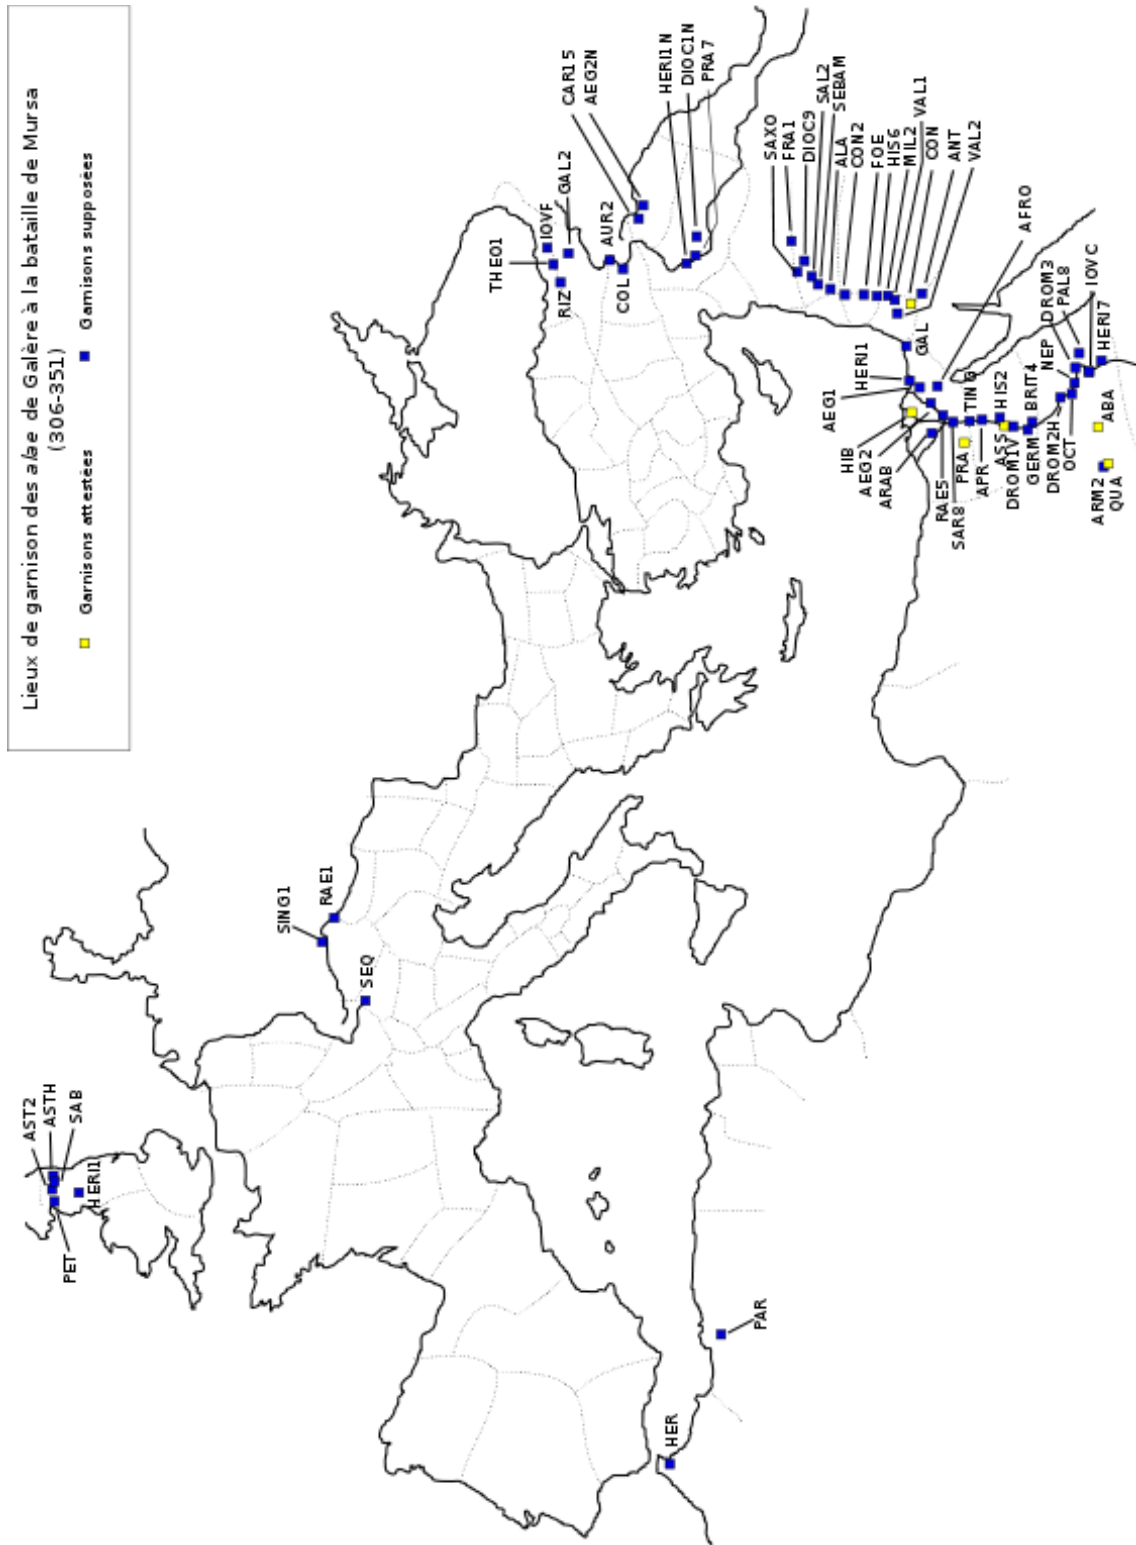 Lieux de garnison des alae de Galère à la bataille de Mursa
(306-351)
Garnisons attestées
Garnisons supposées
AST2
ASTH
SAB
PET
HERI1
SING1
RAE1
SEQ
HER
PAR
THEO1
IOVF
GAL2
RIZ
AUR2
COL
CAR15
AEG2N
HERI1N
DIOC1N
PRA7
SAXO
FRA1
DIOC9
SAL2
SEBAM
ALA
CON2
FOE
HIS6
MIL2
VAL1
CON
ANT
VAL2
AFRO
GAL
HERI1
AEG1
HIB
AEG2
ARAB
RAE5
SAR8
PRA
TING
APR
ASS
HIS2
DROM1V
GERM
BRIT4
DROM2H
OCT
NEP
DROM3
PAL8
IOVC
HERI7
ABA
ARM2
QUA